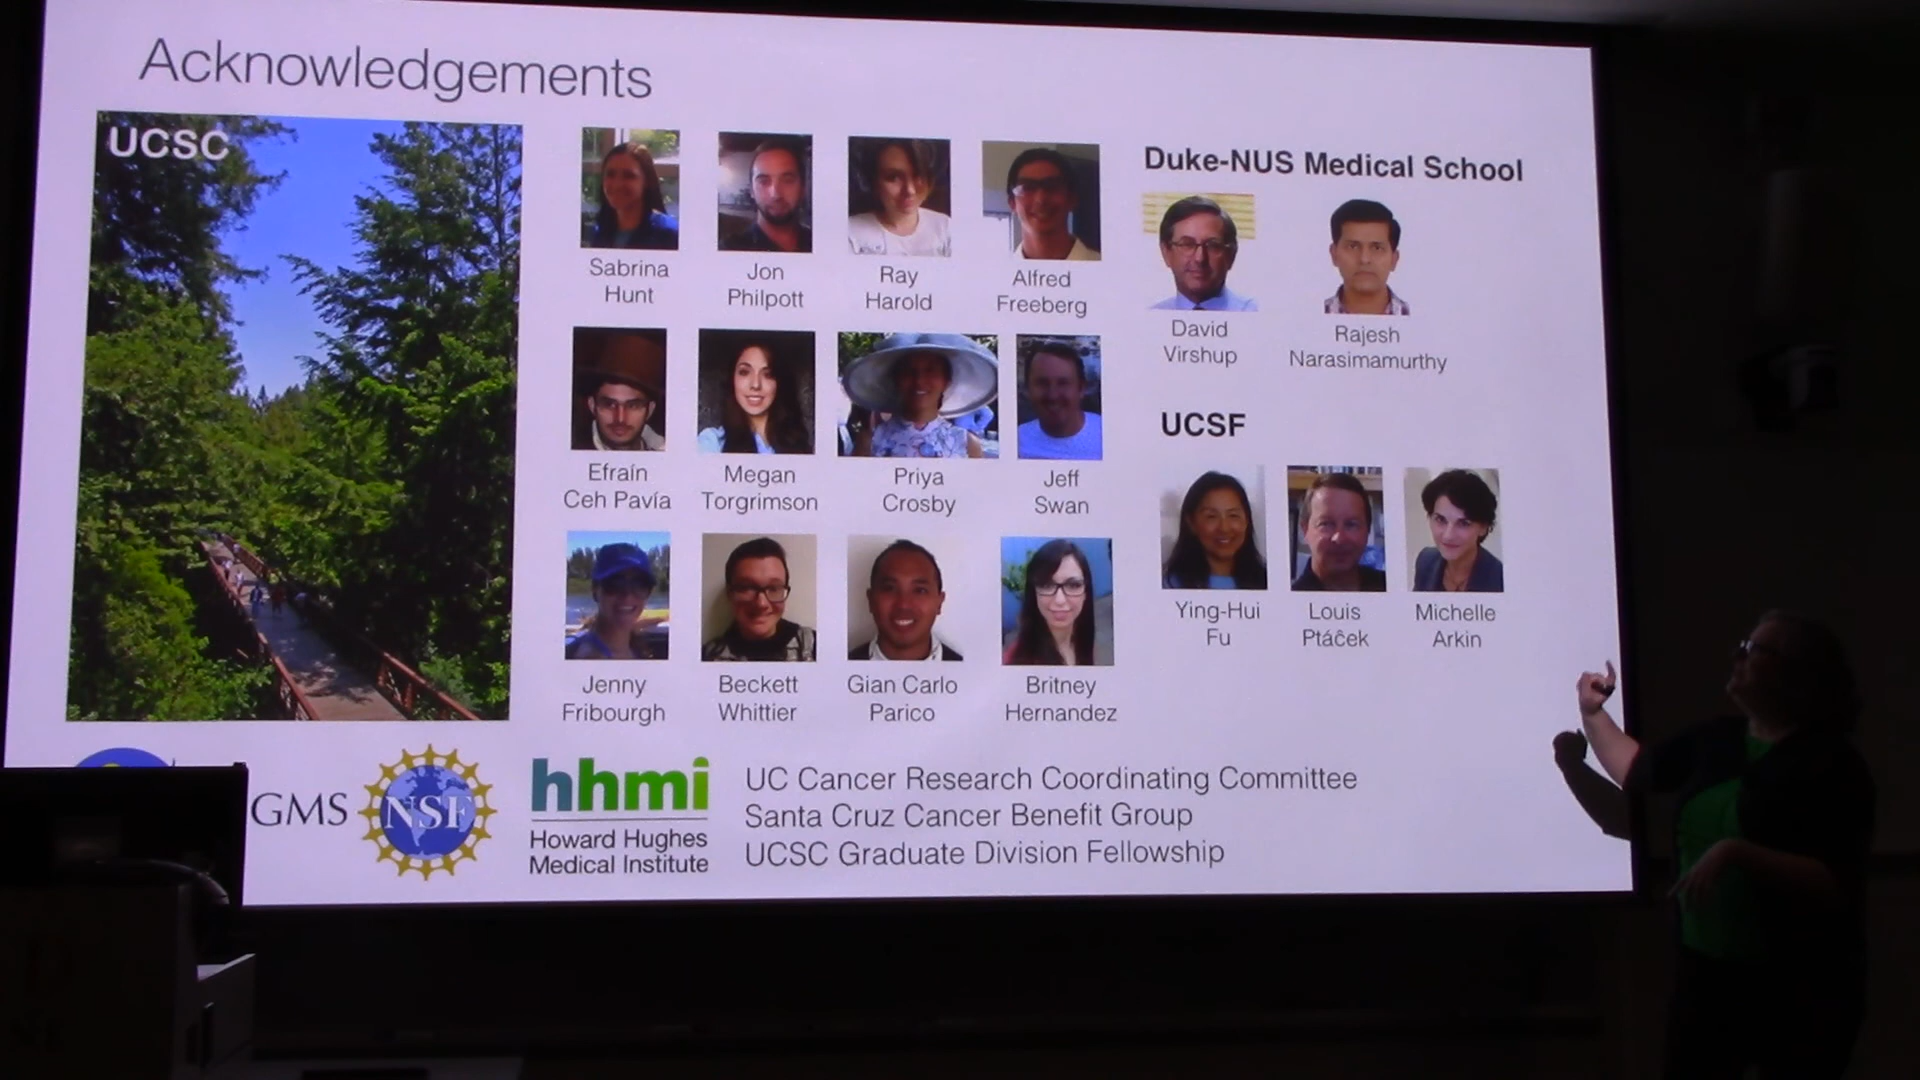 Acknowledgements
UCSC
Sabrina
Hunt
Jon
Philpott
Ray
Harold
Alfred
Freeberg
Efraín
Ceh Pavía
Megan
Torgrimson
Priya
Crosby
Jeff
Swan
Jenny
Fribourgh
Beckett
Whittier
Gian Carlo
Parico
Britney
Hernandez
Duke-NUS Medical School
David
Virshup
Rajesh
Narasimamurthy
UCSF
Ying-Hui
Fu
Louis
Ptáĉek
Michelle
Arkin
GMS
NSF
hhmi
Howard Hughes
Medical Institute
UC Cancer Research Coordinating Committee
Santa Cruz Cancer Benefit Group
UCSC Graduate Division Fellowship